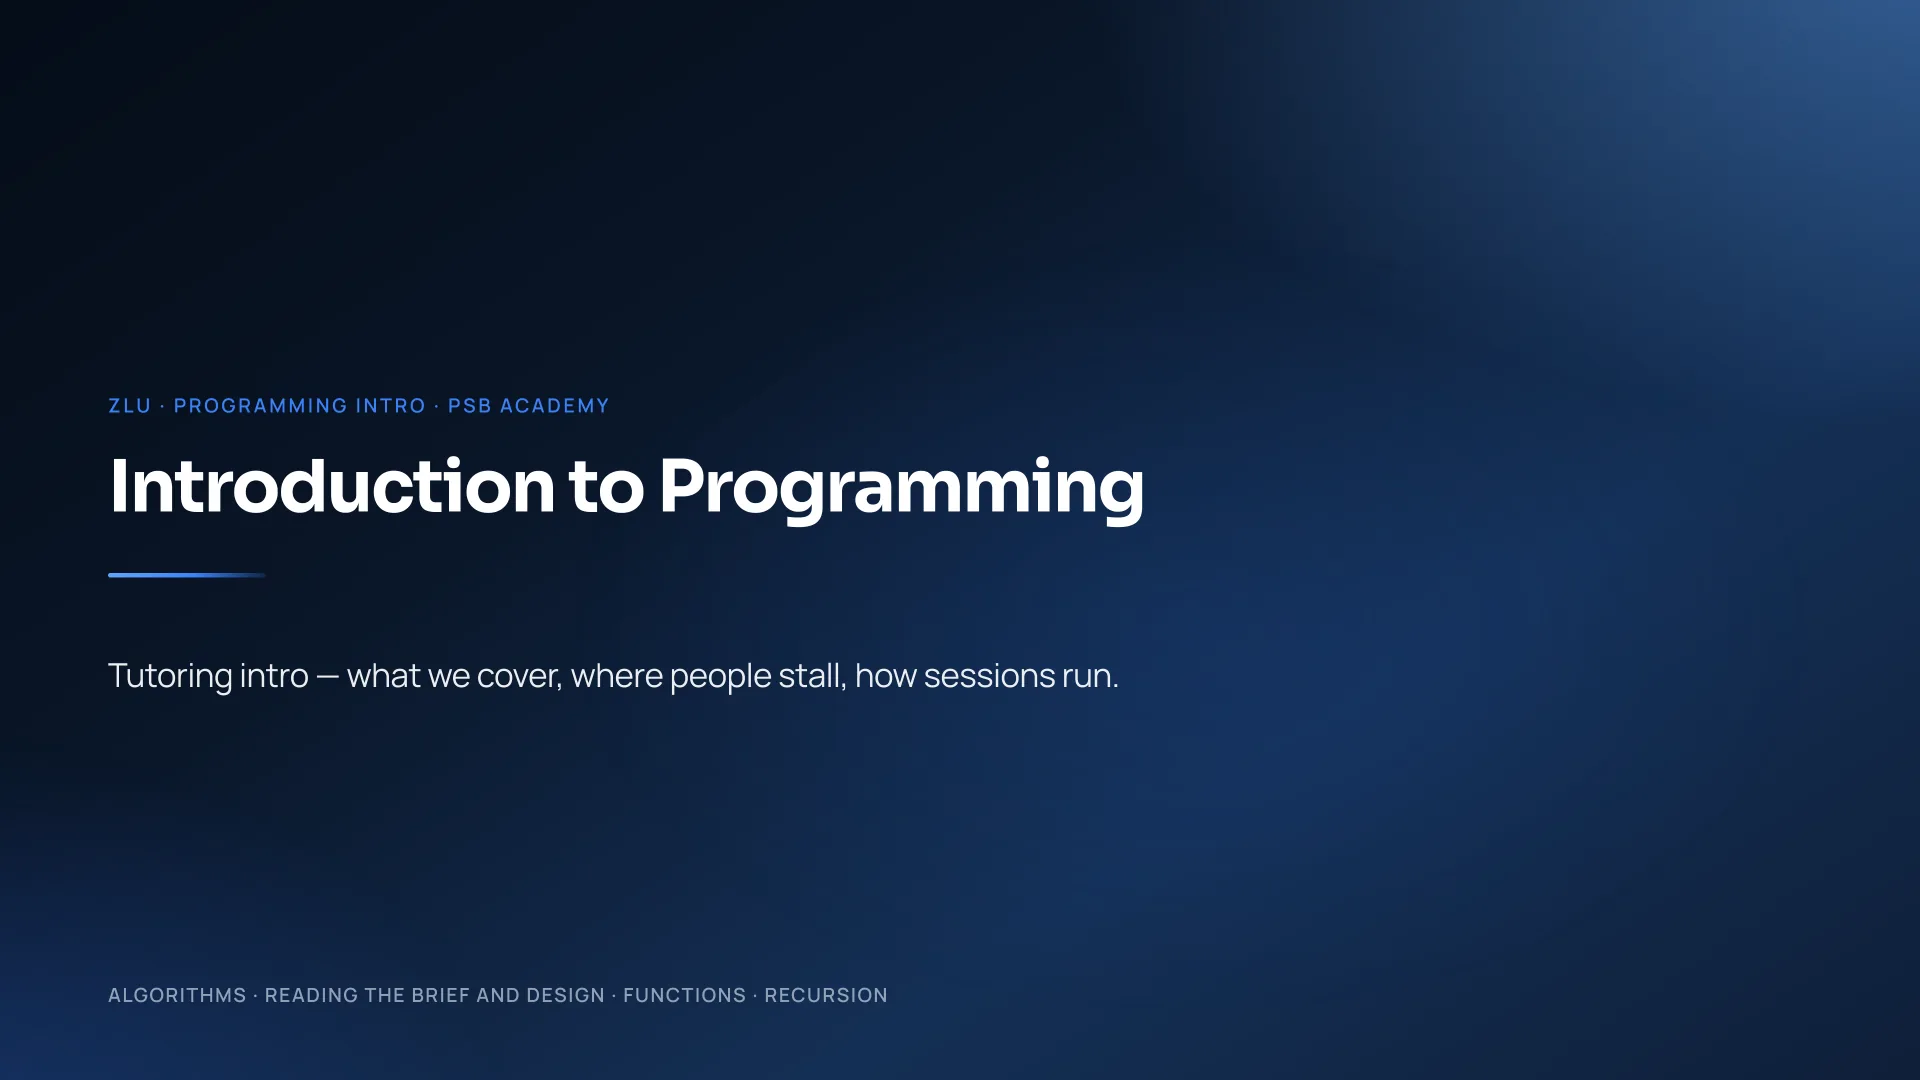 ZLU · PROGRAMMING INTRO · PSB ACADEMY
Introduction to Programming
Tutoring intro — what we cover, where people stall, how sessions run.
ALGORITHMS · READING THE BRIEF AND DESIGN · FUNCTIONS · RECURSION